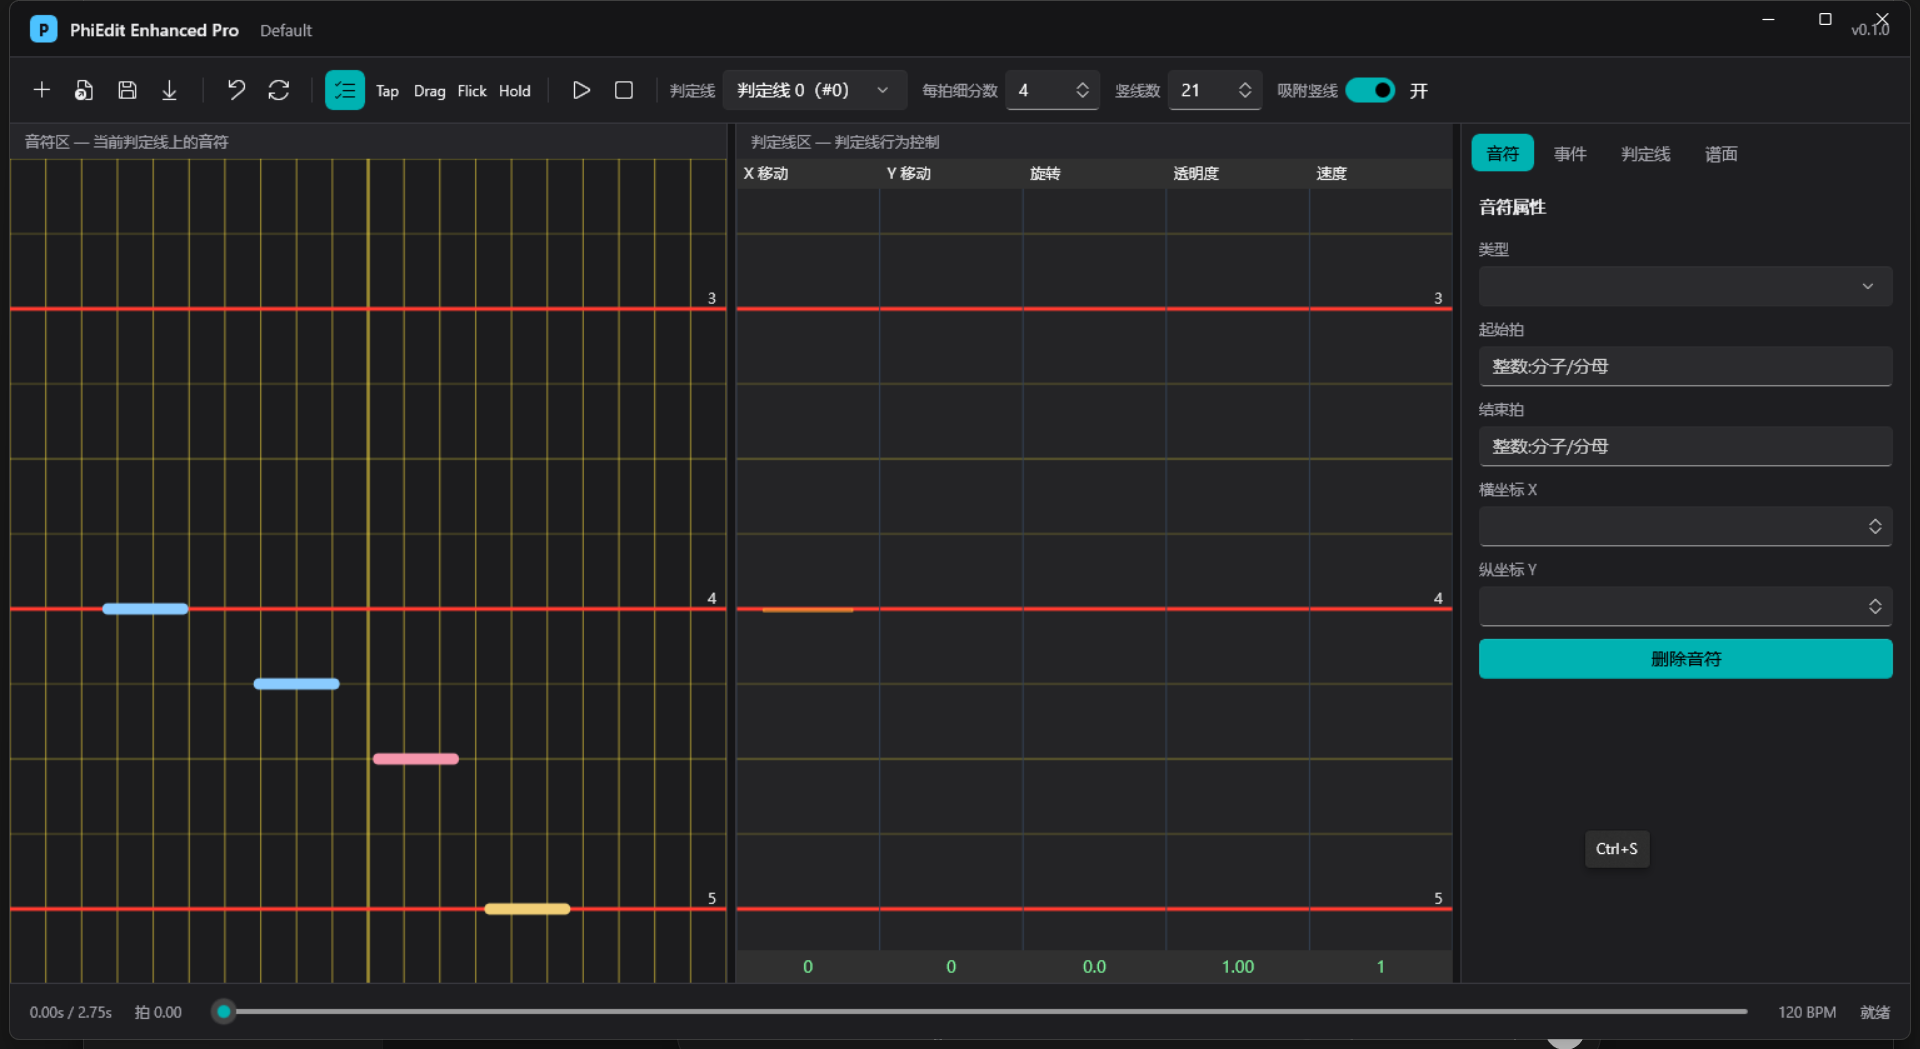 P PhiEdit Enhanced Pro Default v0.1.0
Tap Drag Flick Hold 判定线 判定线 0 (#0) 每拍细分数 4 竖线数 21 吸附竖线 开
音符区 — 当前判定线上的音符
3
4
5
判定线区 — 判定线行为控制
X 移动 Y 移动 旋转 透明度 速度
3
4
5
0 0 0.0 1.00 1
音符 事件 判定线 谱面
音符属性
类型
起始拍
整数:分子/分母
结束拍
整数:分子/分母
横坐标 X
纵坐标 Y
删除音符
Ctrl+S
0.00s / 2.75s 拍 0.00 120 BPM 就绪